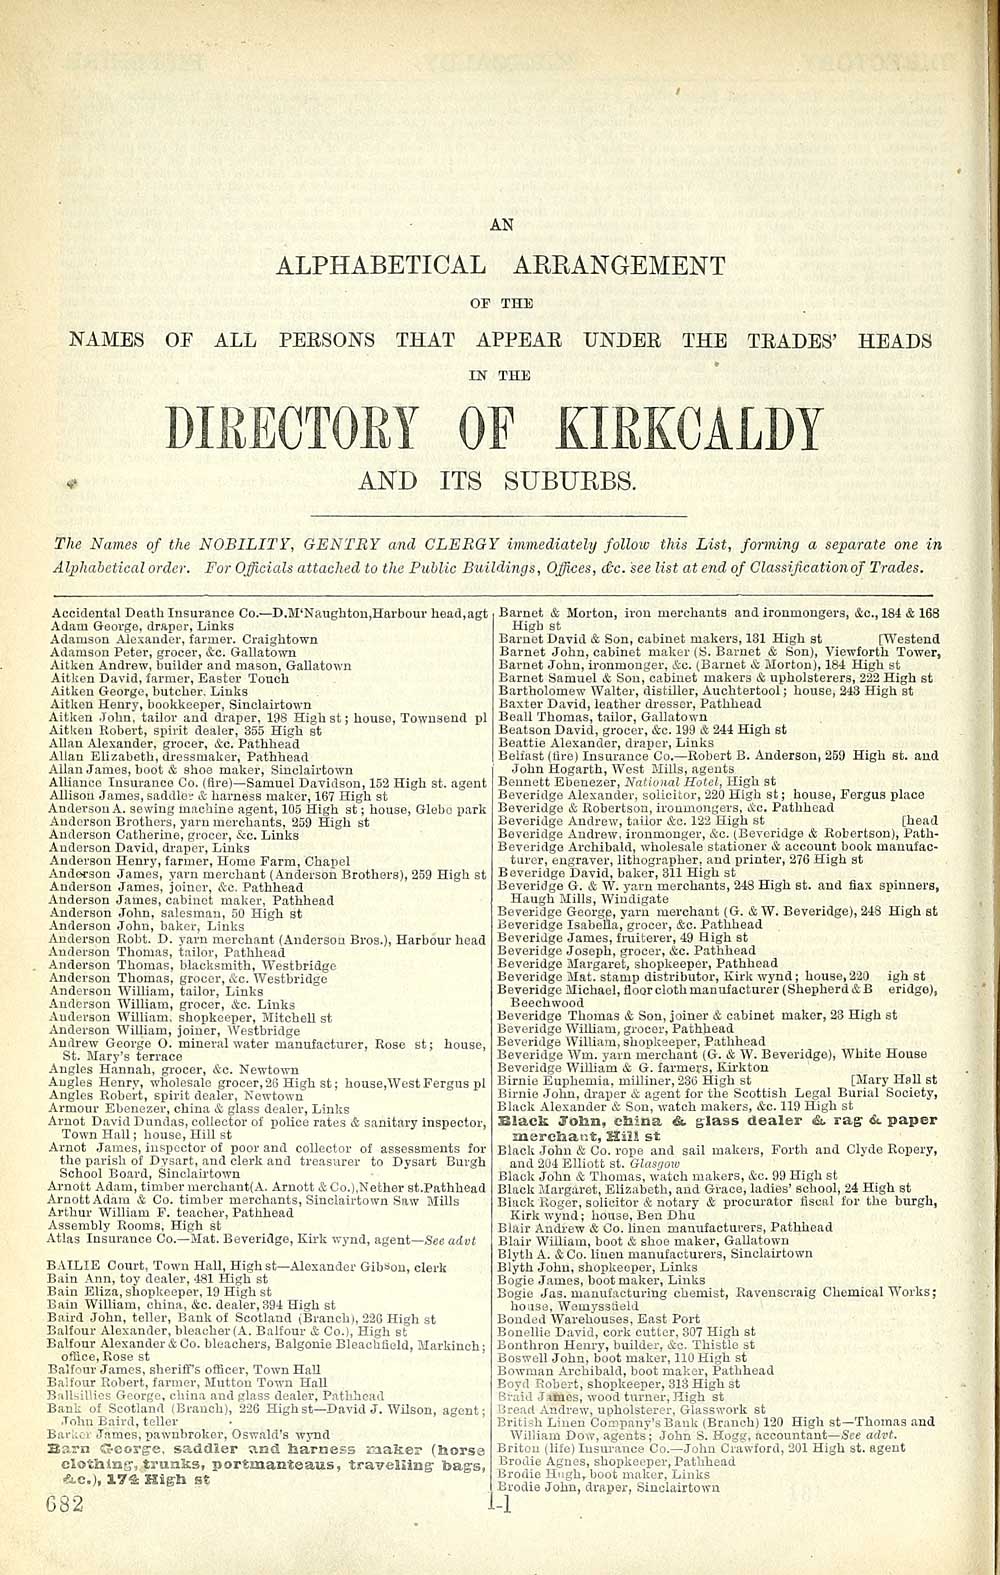 AN
ALPHABETICAL ARRANGEMENT
OF THE
NAMES OF ALL PERSONS THAT APPEAR UNDER THE TRADES' HEADS
IN THE
DIRECTORY OF KIRKCALDY
AND ITS SUBURBS.
The Names of the NOBILITY, GENTRY and CLERGY immediately follow this List, forming a separate one in
Alphabetical order. For Officials attached to the Public Buildings, Offices, &c. see list at end of Classification of Trades.
Accidental Death Insurance Co.—D.M'Naughton,Harbour head,agt
Adam George, draper, Links
Adamson Alexander, farmer. Craightown
Adamson Peter, grocer, &c. Gallatown
Aitken Andrew, builder and mason, Gallatown
Aitken David, farmer, Easter Touch
Aitken George, butcher. Links
Aitken Henry, bookkeeper, Sinclairtown
Aitken John, tailor and draper, 198 High st; house, Townsend pl
Aitken Robert, spirit dealer, 355 High st
Allan Alexander, grocer, &c. Pathhead
Allan Elizabeth, dressmaker, Pathhead
Allan James, boot & shoe maker, Sinclairtown
Alliance Insurance Co. (fire)—Samuel Davidson, 152 High st. agent
Allison James, saddler & harness maker, 167 High st
Anderson A. sewing machine agent, 105 High st; house, Glebe park
Anderson Brothers, yarn merchants, 259 High st
Anderson Catherine, grocer, &c. Links
Anderson David, draper, Links
Anderson Henry, farmer, Home Farm, Chapel
Anderson James, yarn merchant (Anderson Brothers), 259 High st
Anderson James, joiner, &c. Pathhead
Anderson James, cabinet maker, Pathhead
Anderson John, salesman, 50 High st
Anderson John, baker, Links
Anderson Robt. D. yarn merchant (Anderson Bros.), Harbour head
Anderson Thomas, tailor, Pathhead
Anderson Thomas, blacksmith, Westbridge
Anderson Thomas, grocer, &c. Westbridge
Anderson William, tailor, Links
Anderson William, grocer, &c. Links
Anderson William. shopkeeper, Mitchell st
Anderson William, joiner, Westbridge
Andrew George O. mineral water manufacturer, Rose st; house,
St. Mary's terrace
Angles Hannah, grocer, &c. Newtown
Angles Henry, wholesale grocer, 26 High st; house,West Fergus pl
Angles Robert, spirit dealer, Newtown
Armour Ebenezer, china & glass dealer, Links
Arnot David Dundas, collector of police rates & sanitary inspector,
Town Hall; house, Hill st
Arnot James, inspector of poor and collector of assessments for
the parish of Dysart, and clerk and treasurer to Dysart Burgh
School Board, Sinclairtown
Arnott Adam, timber merchant(A. Arnott & Co.),Nether st.Pathhead
Arnott Adam & Co. timber merchants, Sinclairtown Saw Mills
Arthur William F. teacher, Pathhead
Assembly Rooms, High st
Atlas Insurance Co.—Mat. Beveridge, Kirk wynd, agent—See advt
BAILIE Court, Town Hall, High st—Alexander Gibson, clerk
Bain Ann, toy dealer, 481 High st
Bain Eliza, shopkeeper, 19 High st
Bain William, china, &c. dealer, 394 High st
Baird John, teller, Bank of Scotland (Branch), 226 High st
Balfour Alexander, bleacher (A. Balfour & Co.), High st
Balfour Alexander & Co. bleachers, Balgonie Bleachfield, Markinch;
office, Rose st
Balfour James, sheriff's officer, Town Hall
Balfour Robert, farmer, Mutton Town Hall
Ballsillies George, china and glass dealer, Pathhead
Bank of Scotland (Branch), 226 High st—David J. Wilson, agent;
John Baird, teller
Barker James, pawnbroker, Oswald's wynd
Barn George, saddler and harness maker (horse
clothing, trunks, portmanteaus, travelling bags,
&c.), 174 High st
Barnet & Morton, iron merchants and ironmongers, &c., 184 & 168
High st
Barnet David & Son, cabinet makers, 131 High st [Westend
Barnet John, cabinet maker (S. Barnet & Son), Viewforth Tower,
Barnet John, ironmonger, &c. (Barnet & Morton), 184 High st
Barnet Samuel & Son, cabinet makers & upholsterers, 222 High st
Bartholomew Walter, distiller, Auchtertool; house, 243 High st
Baxter David, leather dresser, Pathhead
Beall Thomas, tailor, Gallatown
Beatson David, grocer, &c. 199 & 244 High st
Beattie Alexander, draper, Links
Belfast (fire) Insurance Co.—Robert B. Anderson, 259 High st. and
John Hogarth, West Mills, agents
Bennett Ebenezer, National Hotel, High st
Beveridge Alexander, solicitor, 220 High st; house, Fergus place
Beveridge & Robertson, ironmongers, &c. Pathhead
Beveridge Andrew, tailor &c. 122 High st [head
Beveridge Andrew, ironmonger, &c. (Beveridge & Robertson), Path-
Beveridge Archibald, wholesale stationer & account book manufac-
turer, engraver, lithographer, and printer, 276 High st
Beveridge David, baker, 311 High st
Beveridge G. & W. yarn merchants, 248 High st. and flax spinners,
Haugh Mills, Windigate
Beveridge George, yarn merchant (G. & W. Beveridge), 248 High st
Beveridge Isabella, grocer, &c. Pathhead
Beveridge James, fruiterer, 49 High st
Beveridge Joseph, grocer, &c. Pathhead
Beveridge Margaret, shopkeeper, Pathhead
Beveridge Mat. stamp distributor, Kirk wynd; house, 220 igh st
Beveridge Michael, floorcloth manufacturer (Shepherd & B eridge),
Beechwood
Beveridge Thomas & Son, joiner & cabinet maker, 23 High st
Beveridge William, grocer, Pathhead
Beveridge William, shopkeeper, Pathhead
Beveridge Wm. yarn merchant (G. & W. Beveridge), White House
Beveridge William & G. farmers, Kirkton
Birnie Euphemia, milliner, 236 High st [Mary Hall st
Birnie John, draper & agent for the Scottish Legal Burial Society,
Black Alexander & Son, watch makers, &c. 119 High st
Black John, china & glass dealer & rag & paper
merchant, Hill st
Black John & Co. rope and sail makers, Forth and Clyde Ropery,
and 204 Elliott st. Glasgow
Black John & Thomas, watch makers, &c. 99 High st
Black Margaret, Elizabeth, and Grace, ladies' school, 24 High st
Black Roger, solicitor & notary & procurator fiscal for the burgh,
Kirk wynd; house, Ben Dhu
Blair Andrew & Co. linen manufacturers, Pathhead
Blair William, boot & shoe maker, Gallatown
Blyth A. & Co. linen manufacturers, Sinclairtown
Blyth John, shopkeeper, Links
Bogie James, boot maker, Links
Bogie Jas. manufacturing chemist, Ravenscraig Chemical Works;
house, Wemyssfield
Bonded Warehouses, East Port
Bonellie David, cork cutter, 307 High st
Bonthron Henry, builder, &c. Thistle st
Boswell John, boot maker, 110 High st
Bowman Archibald, boot maker, Pathhead
Boyd Robert, shopkeeper, 313 High st
Braid James, wood turner, High st
Bread Andrew, upholsterer, Glasswork st
British Linen Company's Bank (Branch) 120 High st—Thomas and
William Dow, agents; John S. Hogg, accountant—See advt.
Briton (life) Insurance Co.—John Crawford, 201 High st. agent
Brodie Agnes, shopkeeper, Pathhead
Brodie Hugh, boot maker, Links
Brodie John, draper, Sinclairtown
682